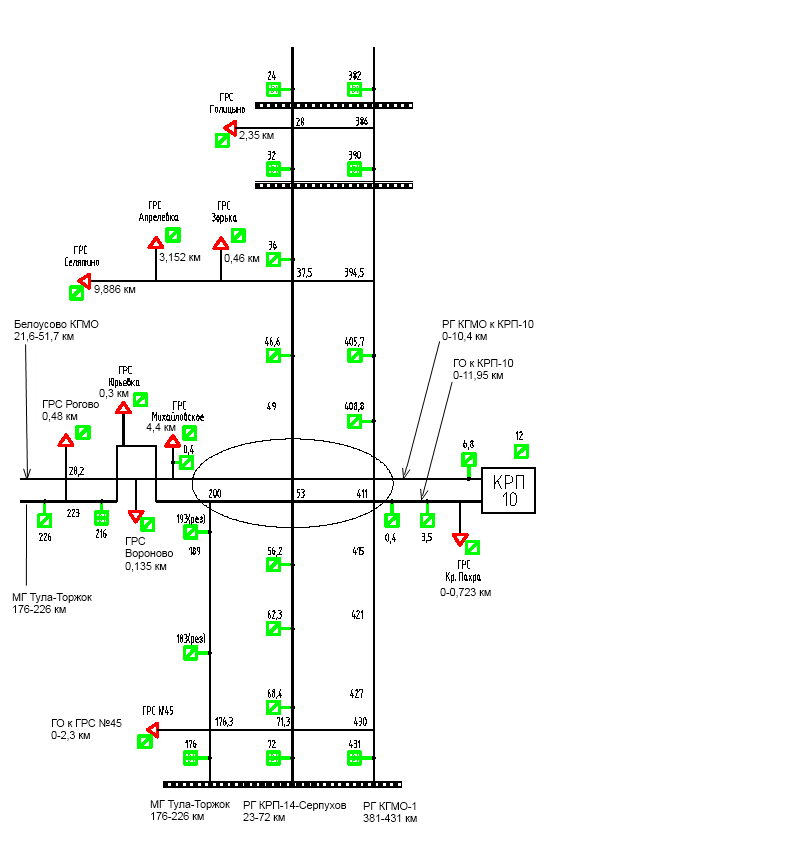 24
382
ГРС
Голицыно
2,35 км
28
386
32
390
ГРС
Апрелевка
ГРС
Зорька
ГРС
Селятино
3,152 км
0,46 км
36
9,886 км
37,5
394,5
Белоусово КГМО
21,6-51,7 км
РГ КГМО к КРП-10
0-10,4 км
46,6
405,7
ГО к КРП-10
0-11,95 км
ГРС
Юрьевка
0,3 км
ГРС Рогово
0,48 км
ГРС
Михайловское
4,4 км
49
408,8
0,4
6,8
12
28,2
КРП
10
200
53
411
223
226
216
193(рез)
189
0,4
3,5
ГРС
Вороново
0,135 км
56,2
415
ГРС
Кр. Пахра
0-0,723 км
МГ Тула-Торжок
176-226 км
62,3
421
183(рез)
68,4
427
ГРС №45
ГО к ГРС №45
0-2,3 км
176,3
71,3
430
176
72
431
МГ Тула-Торжок
176-226 км
РГ КРП-14-Серпухов
23-72 км
РГ КГМО-1
381-431 км